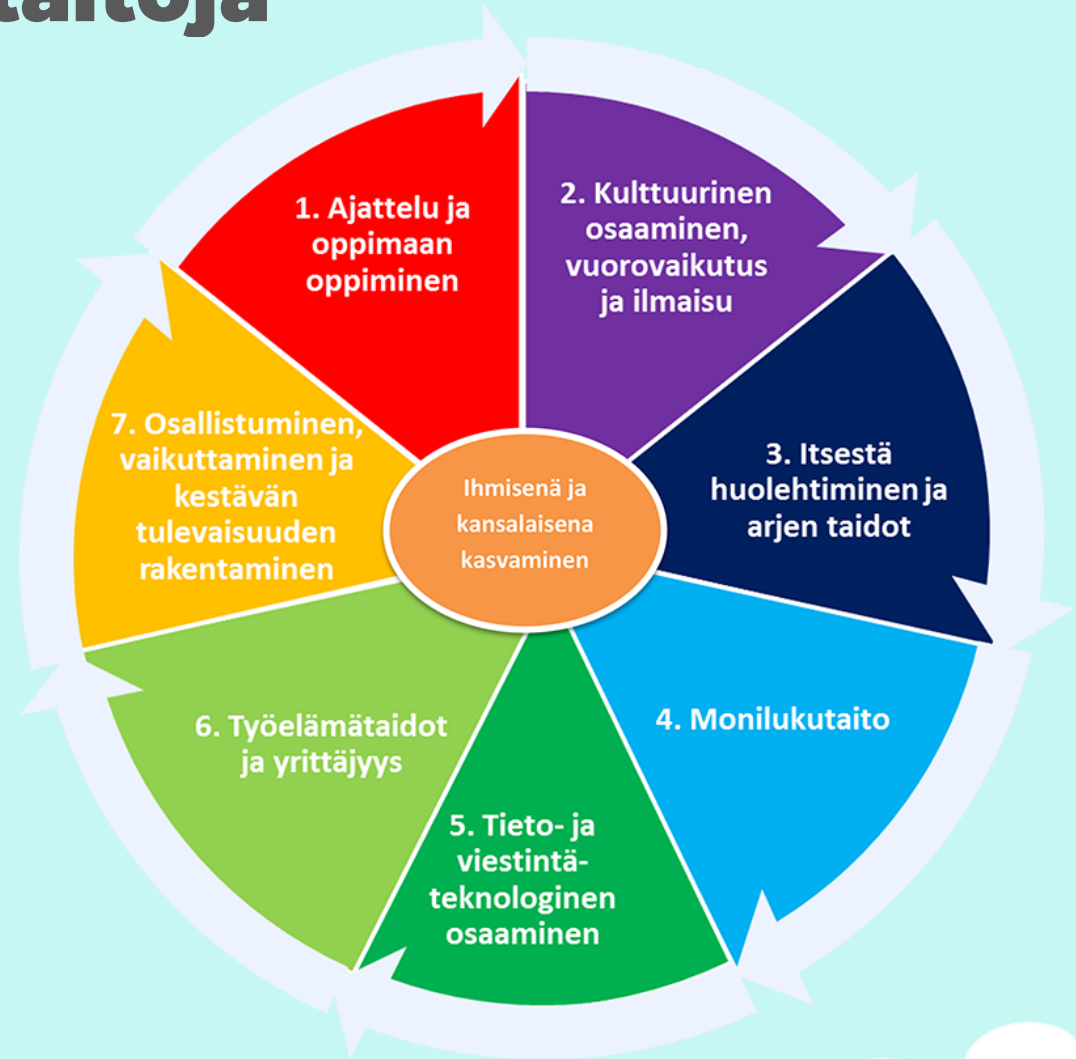 taitoja
1. Ajattelu ja
oppimaan
oppiminen
2. Kulttuurinen
osaaminen,
vuorovaikutus
ja ilmaisu
3. Itsestä
huolehtiminen ja
arjen taidot
4. Monilukutaito
5. Tieto- ja
viestintä-
teknologinen
osaaminen
6. Työelämätaidot
ja yrittäjyys
7. Osallistuminen,
vaikuttaminen ja
kestävän
tulevaisuuden
rakentaminen
Ihmisenä ja
kansalaisena
kasvaminen